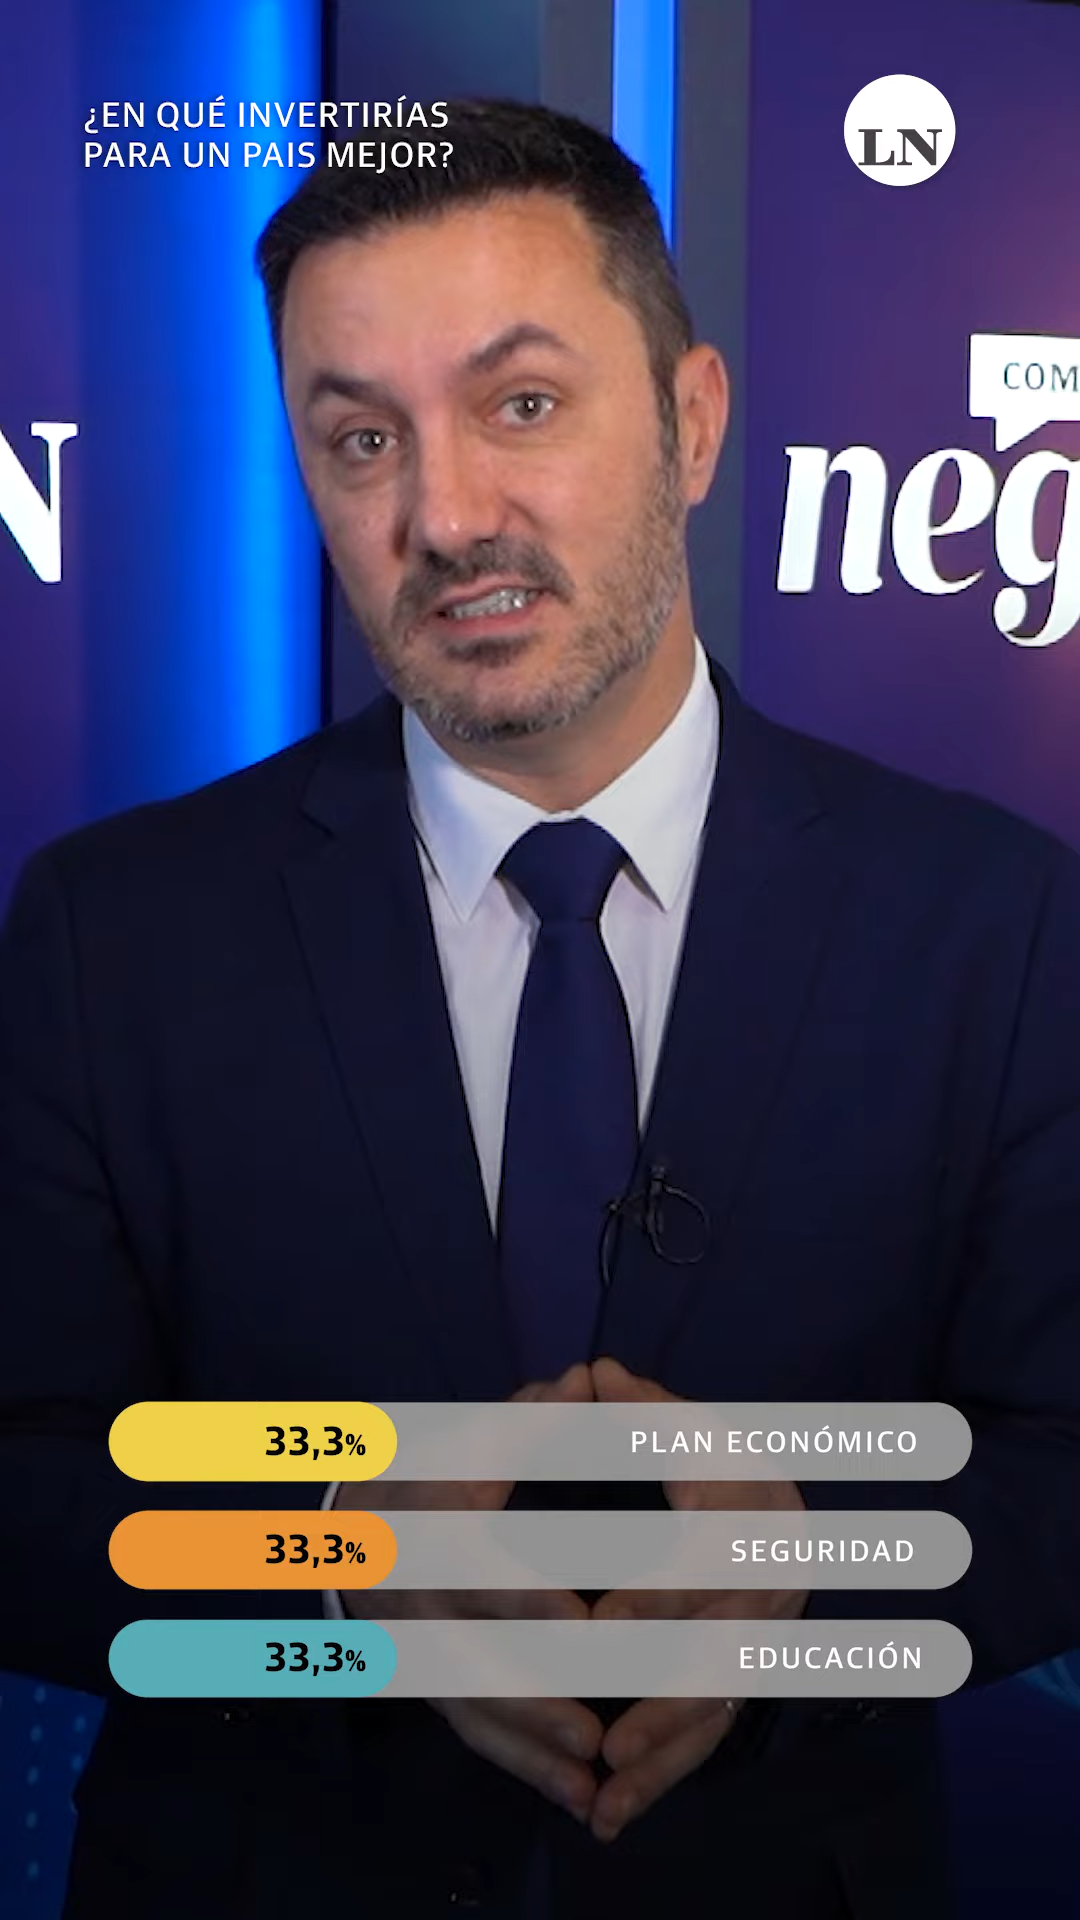 ¿EN QUÉ INVERTIRÍAS
PARA UN PAIS MEJOR?
LN
COM
N
neg
33,3% PLAN ECONÓMICO
33,3% SEGURIDAD
33,3% EDUCACIÓN